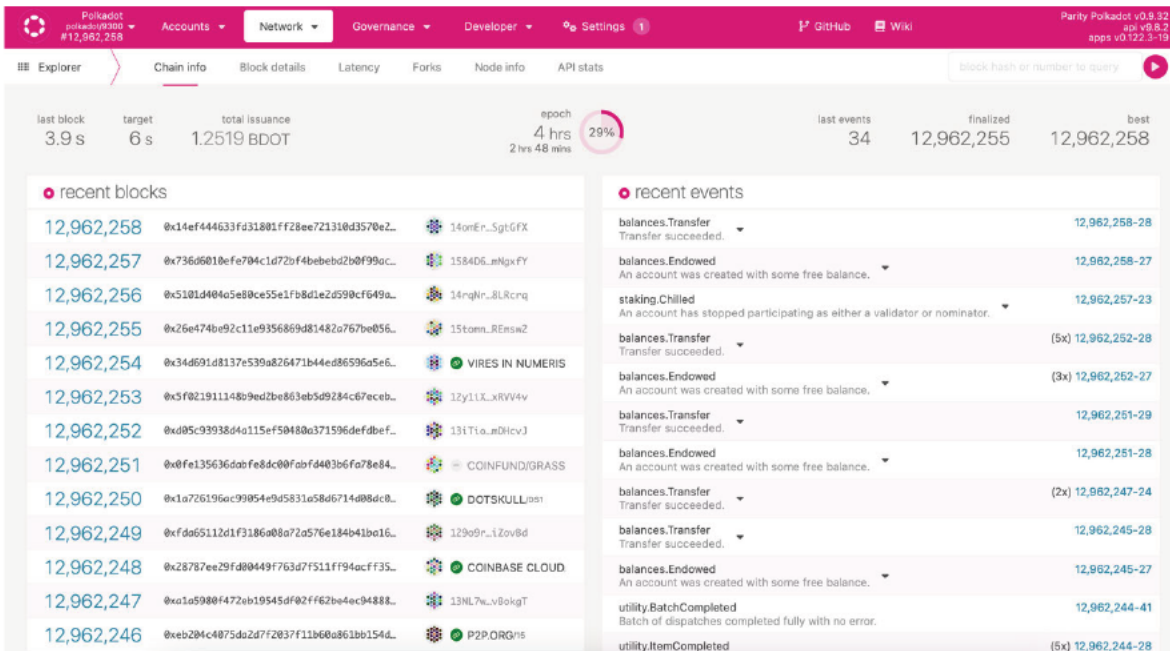 Polkadot
polkadot/9300
#12,962,258
Accounts
Network
Governance
Developer
Settings 1
GitHub
Wiki
Parity Polkadot v0.9.32
api v9.8.2
apps v0.122.3-19
Explorer
Chain info
Block details
Latency
Forks
Node info
API stats
block hash or number to query
last block
3.9 s
target
6 s
total issuance
1.2519 BDOT
epoch
4 hrs
2 hrs 48 mins
29%
last events
34
finalized
12,962,255
best
12,962,258
recent blocks
12,962,258 0x14ef444633fd31801ff28ee721310d3570e2… 14omEr…SgtGfX
12,962,257 0x736d6010efe704c1d72bf4bebebd2b0f99ac… 1584D6…mNgxfY
12,962,256 0x5101d404a5e80ce55e1fb8d1e2d590cf649a… 14rqNr…8LRcrq
12,962,255 0x26e474be92c11e9356869d81482a767be056… 15tomn…REmswZ
12,962,254 0x34d691d8137e539a826471b44ed86596a5e6… VIRES IN NUMERIS
12,962,253 0x5f021911148b9ed2be863eb5d9284c67eceb… 12y1iX…xRVV4v
12,962,252 0xd05c93938d4a115ef50480a371596defdbef… 13iTio…mDHcvJ
12,962,251 0x0fe135636dabfe8dc00fabfd403b6fa78e84… COINFUND/GRASS
12,962,250 0x1a726196ac99054e9d5831a58d6714d08dc0… DOTSKULL/DS1
12,962,249 0xfda65112d1f3186a08a72a576e184b41ba16… 129o9r…iZovBd
12,962,248 0x28787ee29fd00449f763d7f511ff94acff35… COINBASE CLOUD
12,962,247 0xa1a5980f472eb19545df02ff62be4ec94888… 13NL7w…vBokgT
12,962,246 0xeb204c4075da2d7f2037f11b60a861bb154d… P2P.ORG/15
recent events
balances.Transfer 12,962,258-28
Transfer succeeded.
balances.Endowed 12,962,258-27
An account was created with some free balance.
staking.Chilled 12,962,257-23
An account has stopped participating as either a validator or nominator.
balances.Transfer (5x) 12,962,252-28
Transfer succeeded.
balances.Endowed (3x) 12,962,252-27
An account was created with some free balance.
balances.Transfer 12,962,251-29
Transfer succeeded.
balances.Endowed 12,962,251-28
An account was created with some free balance.
balances.Transfer (2x) 12,962,247-24
Transfer succeeded.
balances.Transfer 12,962,245-28
Transfer succeeded.
balances.Endowed 12,962,245-27
An account was created with some free balance.
utility.BatchCompleted 12,962,244-41
Batch of dispatches completed fully with no error.
utility.ItemCompleted (5x) 12,962,244-28